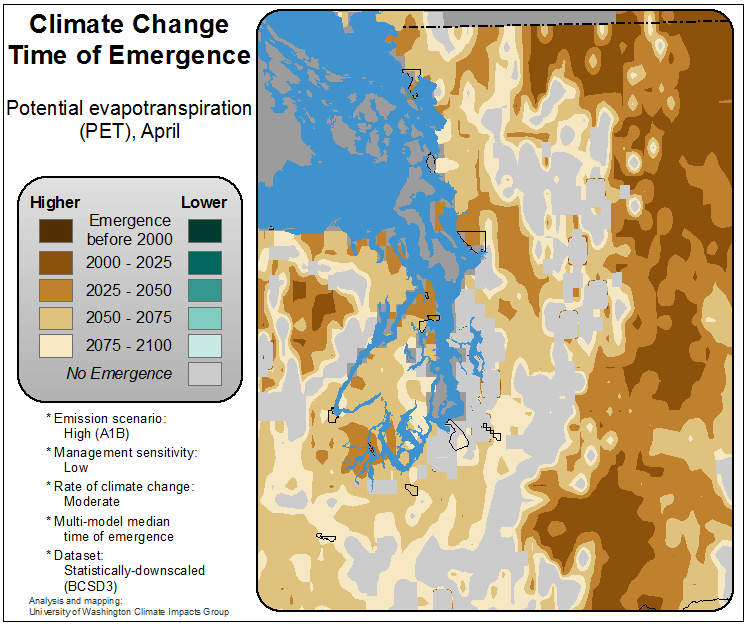 Climate Change
Time of Emergence
Potential evapotranspiration
(PET), April
Higher Lower
Emergence
before 2000
2000 - 2025
2025 - 2050
2050 - 2075
2075 - 2100
No Emergence
* Emission scenario:
High (A1B)
* Management sensitivity:
Low
* Rate of climate change:
Moderate
* Multi-model median
time of emergence
* Dataset:
Statistically-downscaled
(BCSD3)
Analysis and mapping:
University of Washington Climate Impacts Group